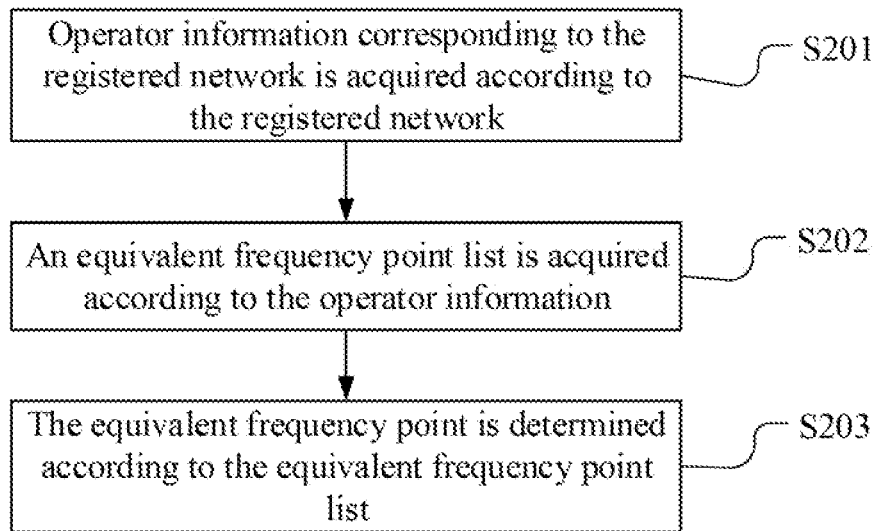 Operator information corresponding to the
registered network is acquired according to
the registered network
S201
An equivalent frequency point list is acquired
according to the operator information
S202
The equivalent frequency point is determined
according to the equivalent frequency point
list
S203